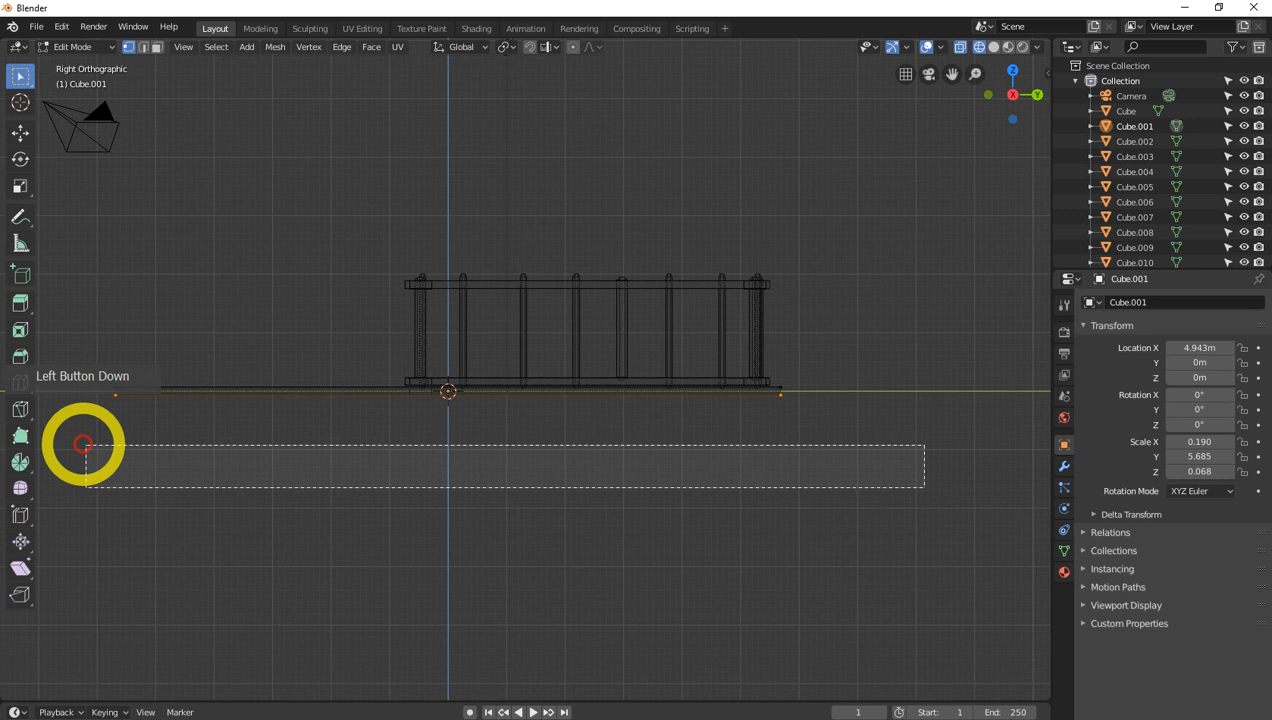 Blender
File Edit Render Window Help Layout Modeling Sculpting UV Editing Texture Paint Shading Animation Rendering Compositing Scripting + Scene View Layer
Edit Mode View Select Add Mesh Vertex Edge Face UV Global
Right Orthographic
(1) Cube.001
Z
X
Y
Left Button Down
Scene Collection
Collection
Camera
Cube
Cube.001
Cube.002
Cube.003
Cube.004
Cube.005
Cube.006
Cube.007
Cube.008
Cube.009
Cube.010
Cube.001
Cube.001
Transform
Location X 4.943m
Y 0m
Z 0m
Rotation X 0°
Y 0°
Z 0°
Scale X 0.190
Y 5.685
Z 0.068
Rotation Mode XYZ Euler
Delta Transform
Relations
Collections
Instancing
Motion Paths
Viewport Display
Custom Properties
Playback Keying View Marker 1 Start: 1 End: 250